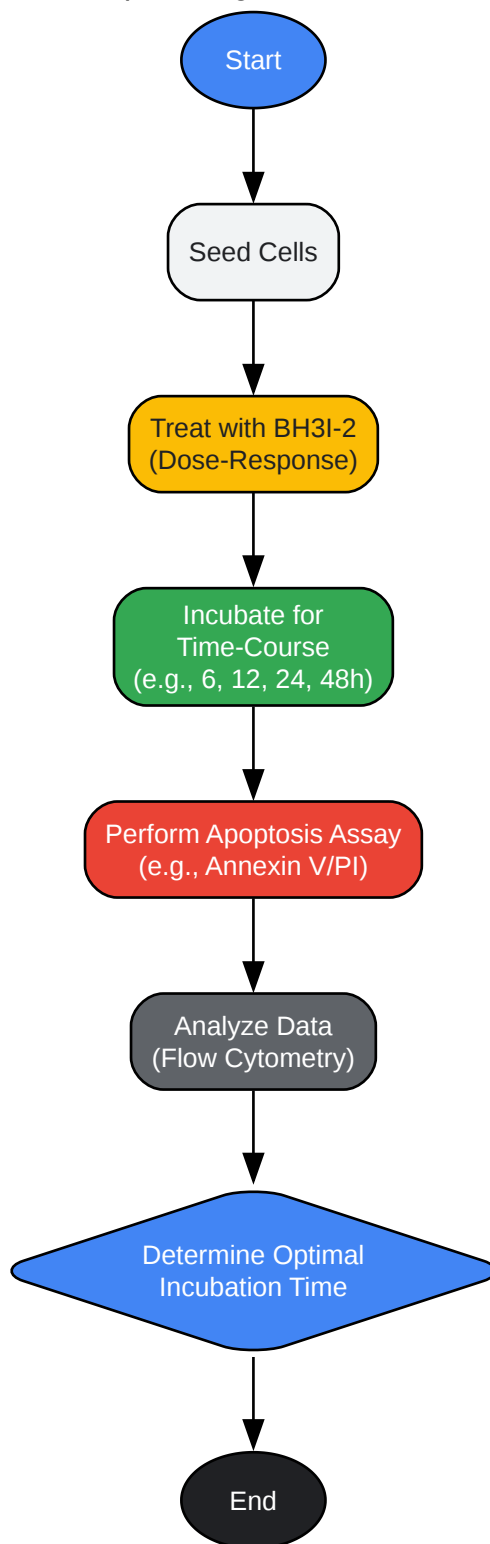 Start
Seed Cells
Treat with BH3I-2
(Dose-Response)
Incubate for
Time-Course
(e.g., 6, 12, 24, 48h)
Perform Apoptosis Assay
(e.g., Annexin V/PI)
Analyze Data
(Flow Cytometry)
Determine Optimal
Incubation Time
End